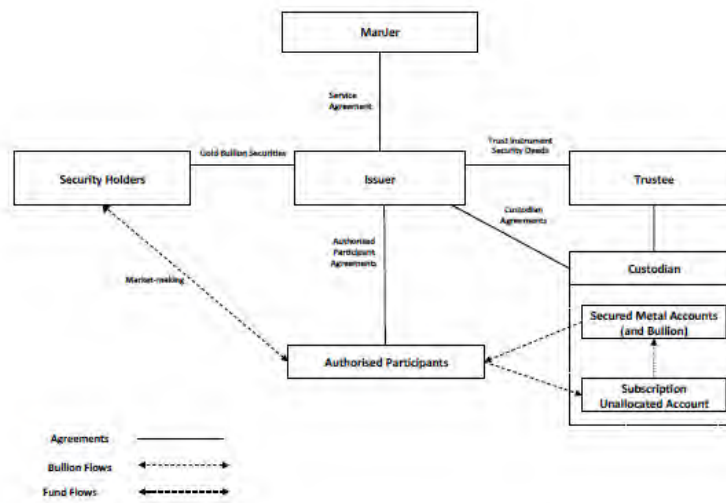 ManJer
Service
Agreement
Gold Bullion Securities
Trust Instrument
Security Deeds
Security Holders
Issuer
Trustee
Custodian
Agreements
Authorised
Participant
Agreements
Market-making
Custodian
Secured Metal Accounts
(and Bullion)
Authorised Participants
Subscription
Unallocated Account
Agreements
Bullion Flows
Fund Flows